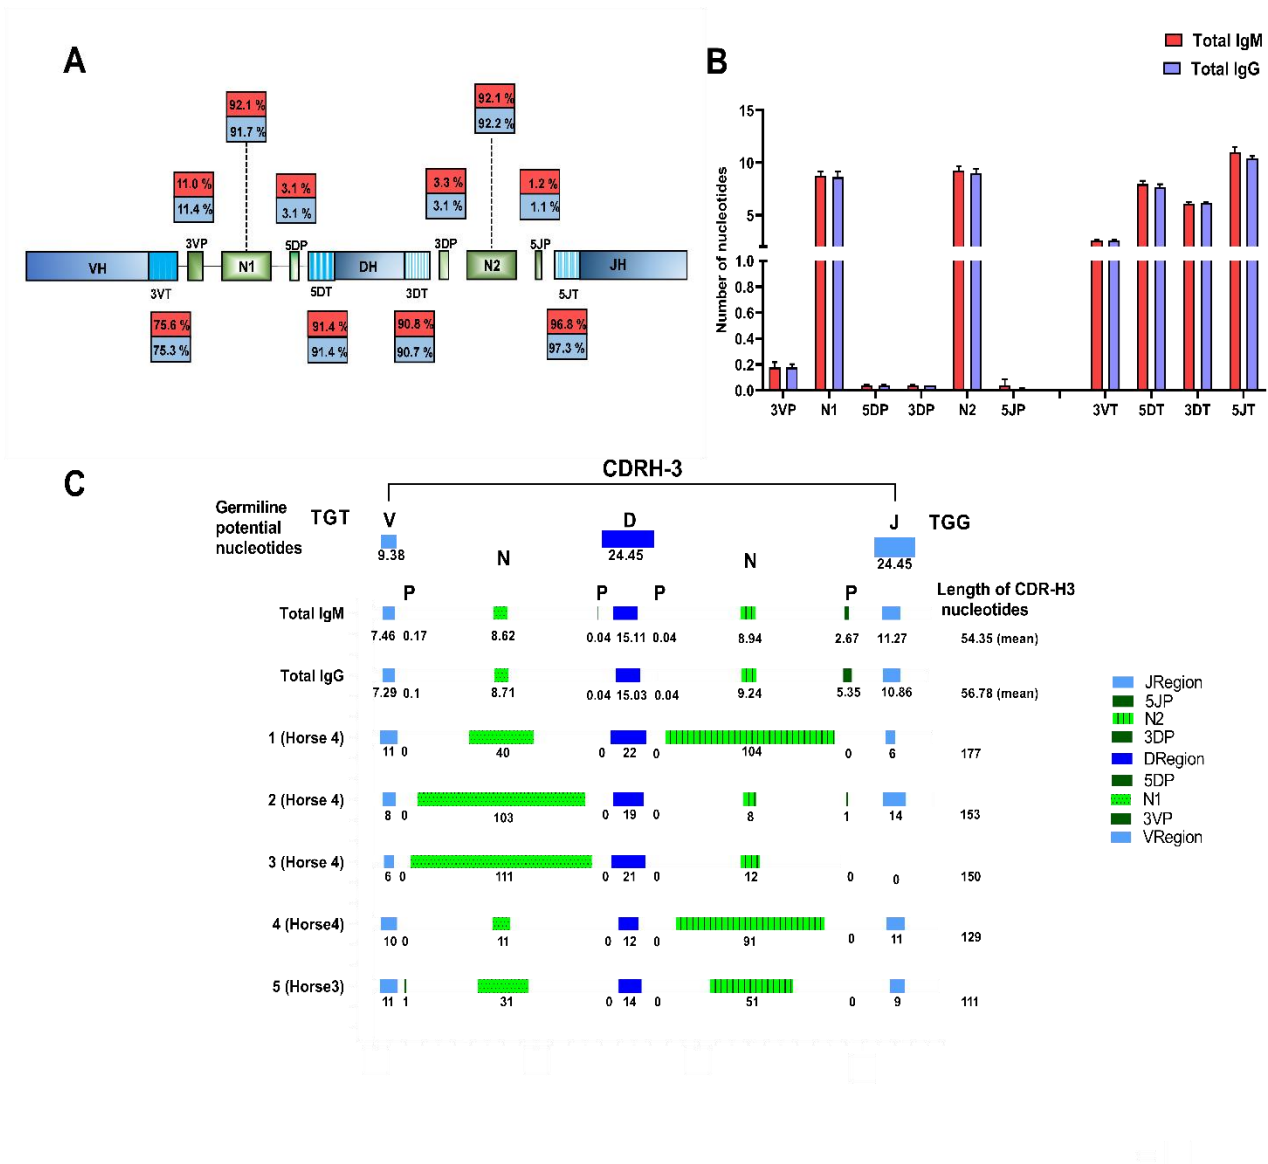 A
92.1 %
91.7 %
92.1 %
92.2 %
11.0 %
11.4 %
3.1 %
3.1 %
3.3 %
3.1 %
1.2 %
1.1 %
3VP
5DP
3DP
5JP
VH
N1
DH
N2
JH
3VT
5DT
3DT
5JT
75.6 %
75.3 %
91.4 %
91.4 %
90.8 %
90.7 %
96.8 %
97.3 %
B
Total IgM
Total IgG
Number of nucleotides
15
10
5
1.0
0.8
0.6
0.4
0.2
0.0
3VP N1 5DP 3DP N2 5JP 3VT 5DT 3DT 5JT
C
CDRH-3
Germiline
potential
nucleotides
TGT V D J TGG
9.38 24.45 24.45
N N
P P P P
Length of CDR-H3
nucleotides
Total IgM
7.46 0.17 8.62 0.04 15.11 0.04 8.94 2.67 11.27 54.35 (mean)
Total IgG
7.29 0.1 8.71 0.04 15.03 0.04 9.24 5.35 10.86 56.78 (mean)
1 (Horse 4)
11 0 40 0 22 0 104 0 6 177
2 (Horse 4)
8 0 103 0 19 0 8 1 14 153
3 (Horse 4)
6 0 111 0 21 0 12 0 0 150
4 (Horse4)
10 0 11 0 12 0 91 0 11 129
5 (Horse3)
11 1 31 0 14 0 51 0 9 111
JRegion
5JP
N2
3DP
DRegion
5DP
N1
3VP
VRegion